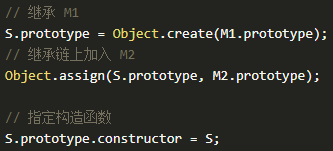 // 继承 M1
S.prototype = Object.create(M1.prototype);
// 继承链上加入 M2
Object.assign(S.prototype, M2.prototype);
// 指定构造函数
S.prototype.constructor = S;